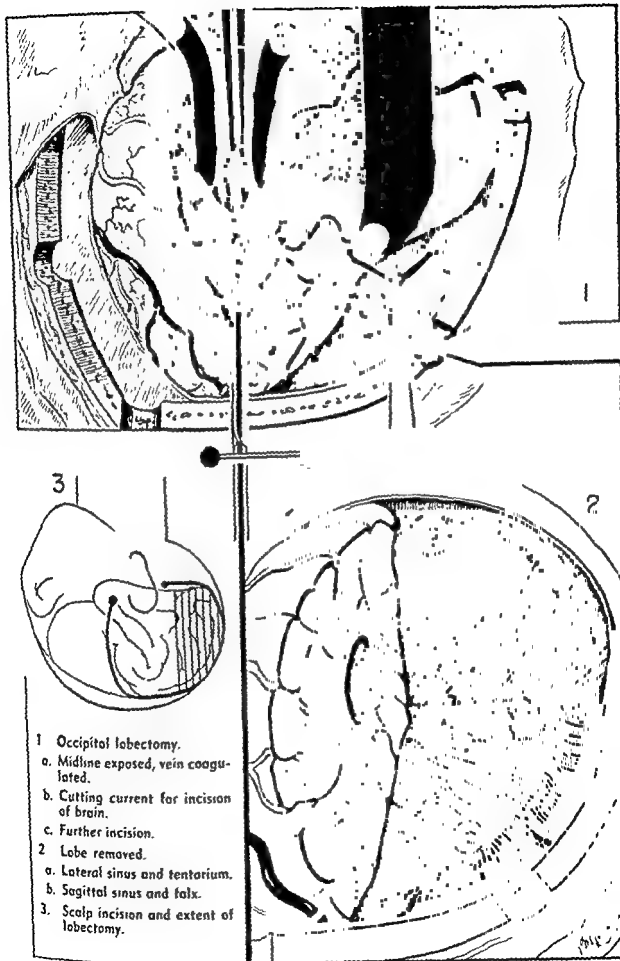 1
3
2
1 Occipital lobectomy.
a. Midline exposed, vein coagu-
lated.
b. Cutting current for incision
of brain.
c. Further incision.
2 Lobe removed.
a. Lateral sinus and tentorium.
b. Sagittal sinus and falx.
3. Scalp incision and extent of
lobectomy.